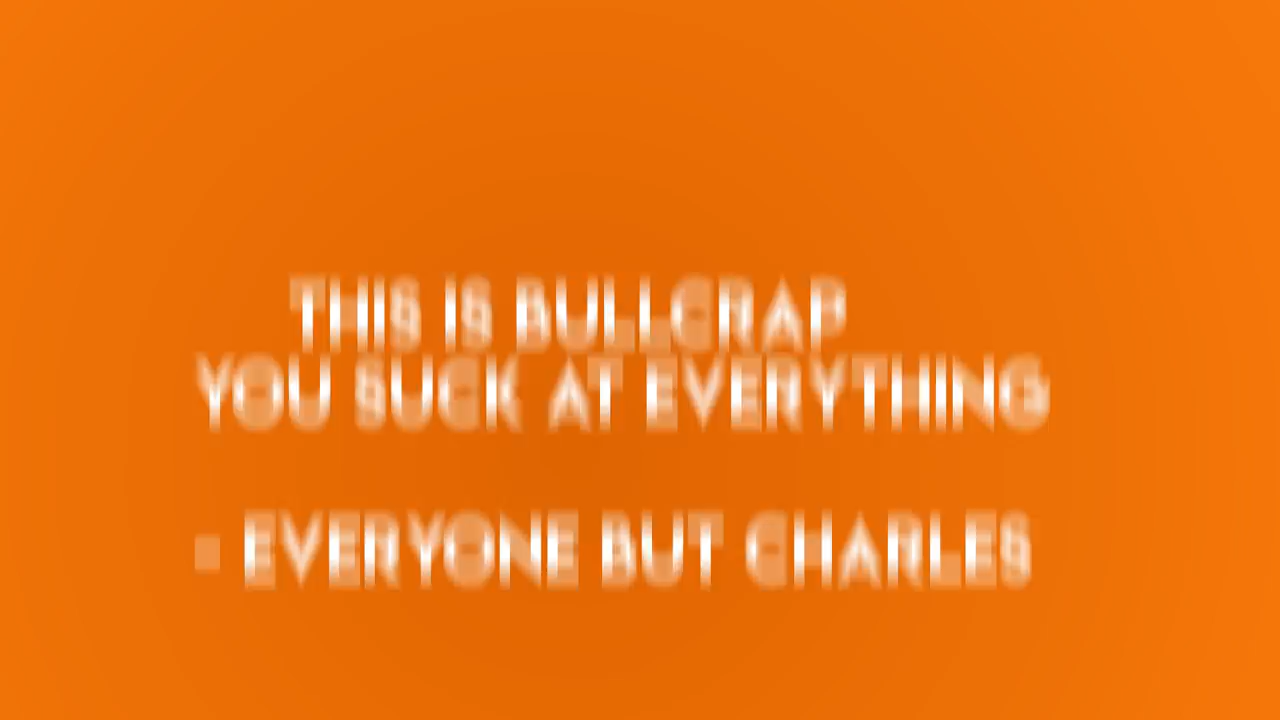 THIS IS BULLCRAP
YOU SUCK AT EVERYTHING
- EVERYONE BUT CHARLES